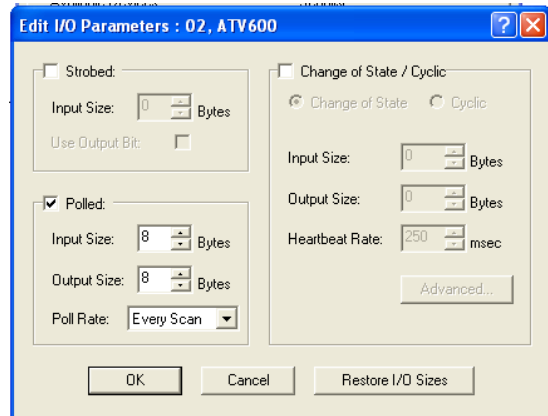 Edit I/O Parameters : 02, ATV600
Strobed:
Input Size: 0 Bytes
Use Output Bit:
Polled:
Input Size: 8 Bytes
Output Size: 8 Bytes
Poll Rate: Every Scan
Change of State / Cyclic
Change of State Cyclic
Input Size: 0 Bytes
Output Size: 0 Bytes
Heartbeat Rate: 250 msec
Advanced...
OK Cancel Restore I/O Sizes